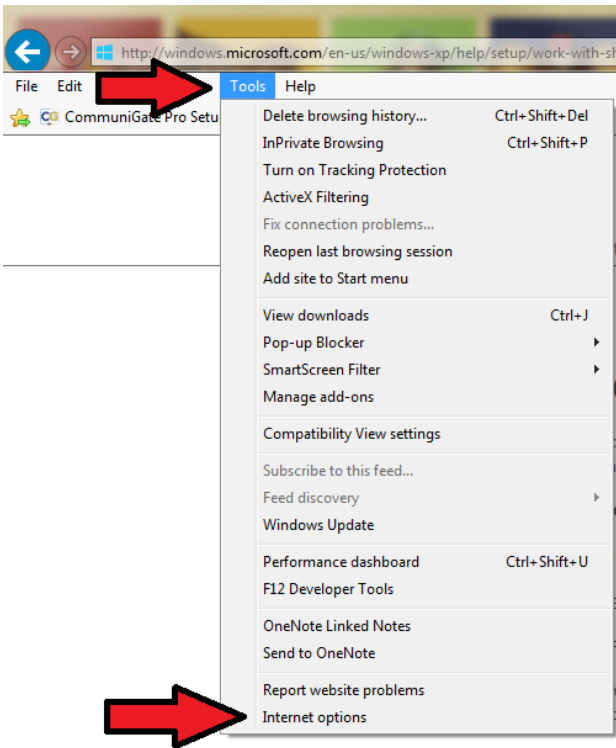 http://windows.microsoft.com/en-us/windows-xp/help/setup/work-with-sh
File Edit Tools Help
CG CommuniGate Pro Setu
Delete browsing history... Ctrl+Shift+Del
InPrivate Browsing Ctrl+Shift+P
Turn on Tracking Protection
ActiveX Filtering
Fix connection problems...
Reopen last browsing session
Add site to Start menu
View downloads Ctrl+J
Pop-up Blocker
SmartScreen Filter
Manage add-ons
Compatibility View settings
Subscribe to this feed...
Feed discovery
Windows Update
Performance dashboard Ctrl+Shift+U
F12 Developer Tools
OneNote Linked Notes
Send to OneNote
Report website problems
Internet options